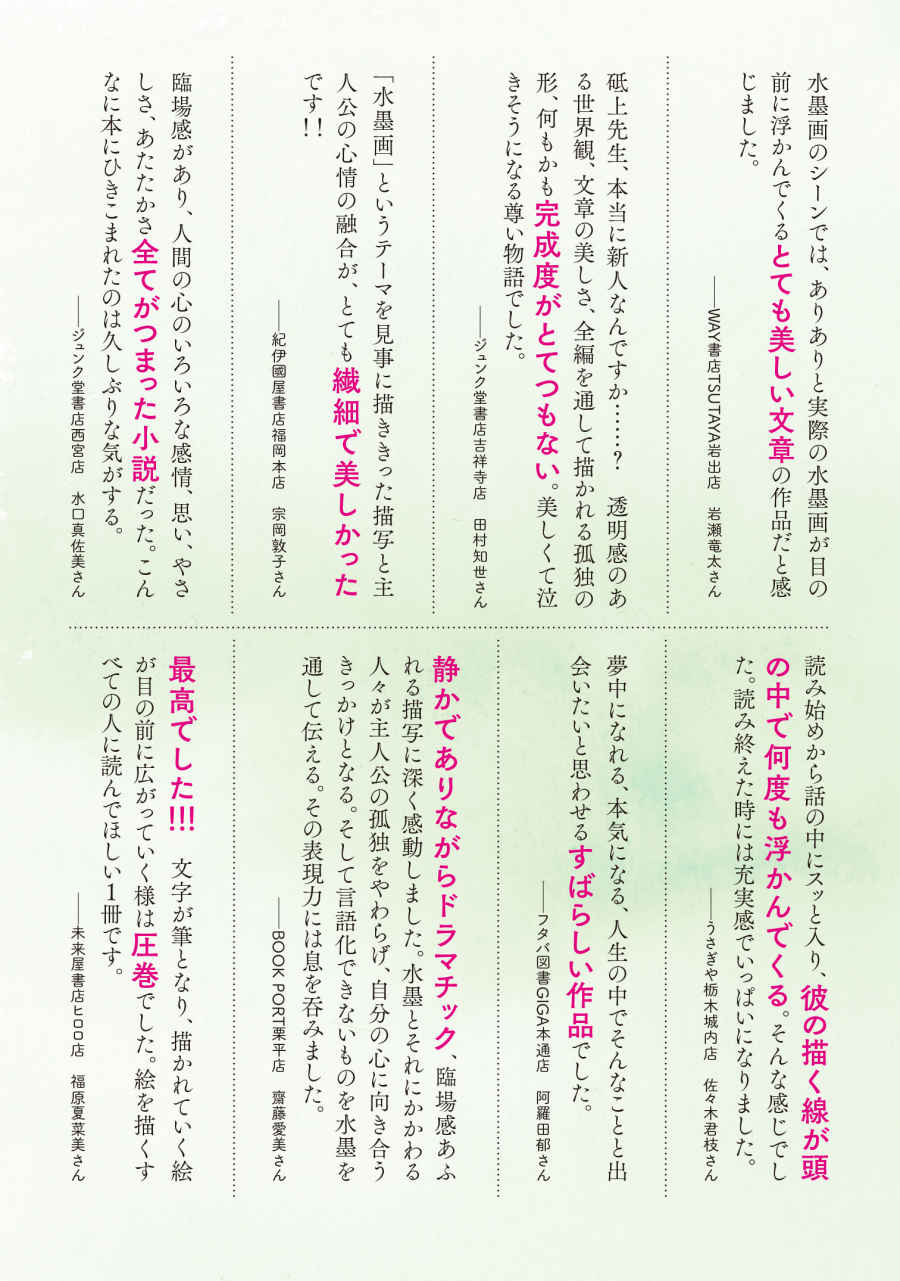 水墨画のシーンでは、ありありと実際の水墨画が目の
前に浮かんでくるとても美しい文章の作品だと感
じました。
――WAY書店TSUTAYA岩出店　岩瀬竜太さん
砥上先生、本当に新人なんですか……？　透明感のあ
る世界観、文章の美しさ、全編を通して描かれる孤独の
形、何もかも完成度がとてつもない。美しくて泣
きそうになる尊い物語でした。
――ジュンク堂書店吉祥寺店　田村知世さん
「水墨画」というテーマを見事に描ききった描写と主
人公の心情の融合が、とても繊細で美しかった
です！！
――紀伊國屋書店福岡本店　宗岡敦子さん
臨場感があり、人間の心のいろいろな感情、思い、やさ
しさ、あたたかさ全てがつまった小説だった。こん
なに本にひきこまれたのは久しぶりな気がする。
――ジュンク堂書店西宮店　水口真佐美さん
読み始めから話の中にスッと入り、彼の描く線が頭
の中で何度も浮かんでくる。そんな感じでし
た。読み終えた時には充実感でいっぱいになりました。
――うさぎや栃木城内店　佐々木君枝さん
夢中になれる、本気になる、人生の中でそんなことと出
会いたいと思わせるすばらしい作品でした。
――フタバ図書GIGA本通店　阿羅田郁さん
静かでありながらドラマチック、臨場感あふ
れる描写に深く感動しました。水墨とそれにかかわる
人々が主人公の孤独をやわらげ、自分の心に向き合う
きっかけとなる。そして言語化できないものを水墨を
通して伝える。その表現力には息を呑みました。
――BOOK PORT栗平店　齋藤愛美さん
最高でした!!!　文字が筆となり、描かれていく絵
が目の前に広がっていく様は圧巻でした。絵を描くす
べての人に読んでほしい1冊です。
――未来屋書店ヒロロ店　福原夏菜美さん